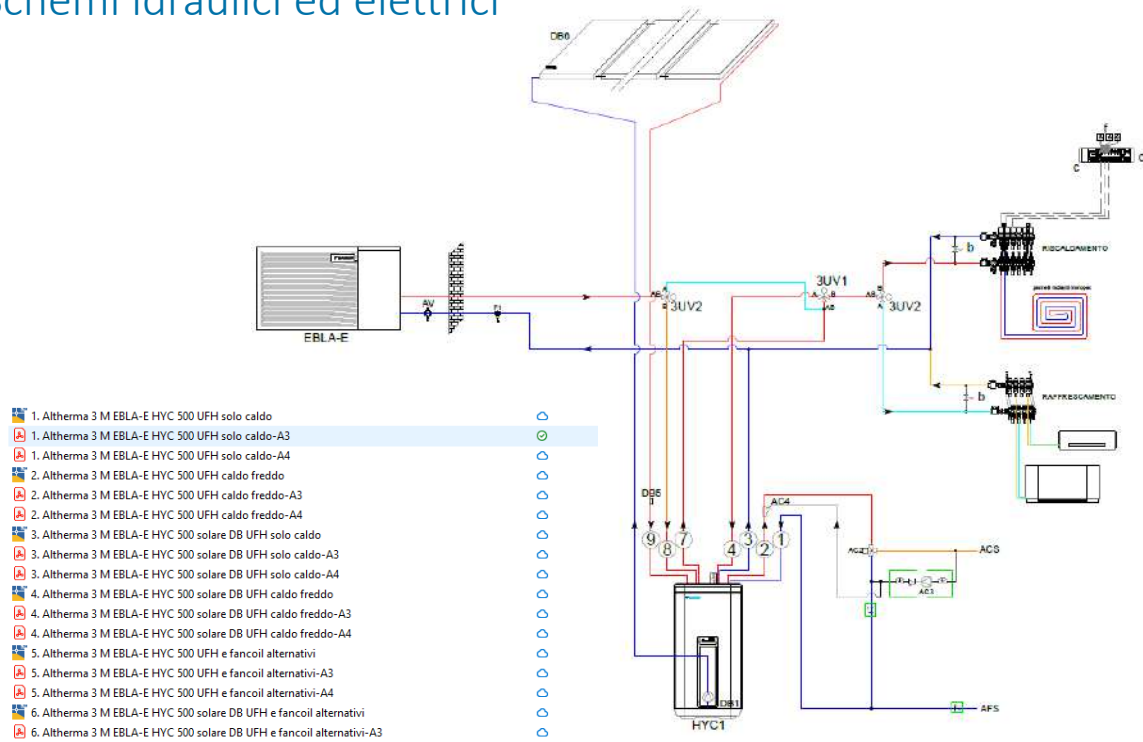 schemi idraulici ed elettrici
DB0
C
RISCALDAMENTO
b
3UV1
A
B
AB
AB
B
A
3UV2
AB
A
B
3UV2
AV
EBLA-E
b
RAFFRESCAMENTO
1. Altherma 3 M EBLA-E HYC 500 UFH solo caldo
1. Altherma 3 M EBLA-E HYC 500 UFH solo caldo-A3
1. Altherma 3 M EBLA-E HYC 500 UFH solo caldo-A4
2. Altherma 3 M EBLA-E HYC 500 UFH caldo freddo
2. Altherma 3 M EBLA-E HYC 500 UFH caldo freddo-A3
2. Altherma 3 M EBLA-E HYC 500 UFH caldo freddo-A4
3. Altherma 3 M EBLA-E HYC 500 solare DB UFH solo caldo
3. Altherma 3 M EBLA-E HYC 500 solare DB UFH solo caldo-A3
3. Altherma 3 M EBLA-E HYC 500 solare DB UFH solo caldo-A4
4. Altherma 3 M EBLA-E HYC 500 solare DB UFH caldo freddo
4. Altherma 3 M EBLA-E HYC 500 solare DB UFH caldo freddo-A3
4. Altherma 3 M EBLA-E HYC 500 solare DB UFH caldo freddo-A4
5. Altherma 3 M EBLA-E HYC 500 UFH e fancoil alternativi
5. Altherma 3 M EBLA-E HYC 500 UFH e fancoil alternativi-A3
5. Altherma 3 M EBLA-E HYC 500 UFH e fancoil alternativi-A4
6. Altherma 3 M EBLA-E HYC 500 solare DB UFH e fancoil alternativi
6. Altherma 3 M EBLA-E HYC 500 solare DB UFH e fancoil alternativi-A3
AC4
9 8 7 4 3 2 1
AC2
ACS
AC3
DB1
AFS
HYC1